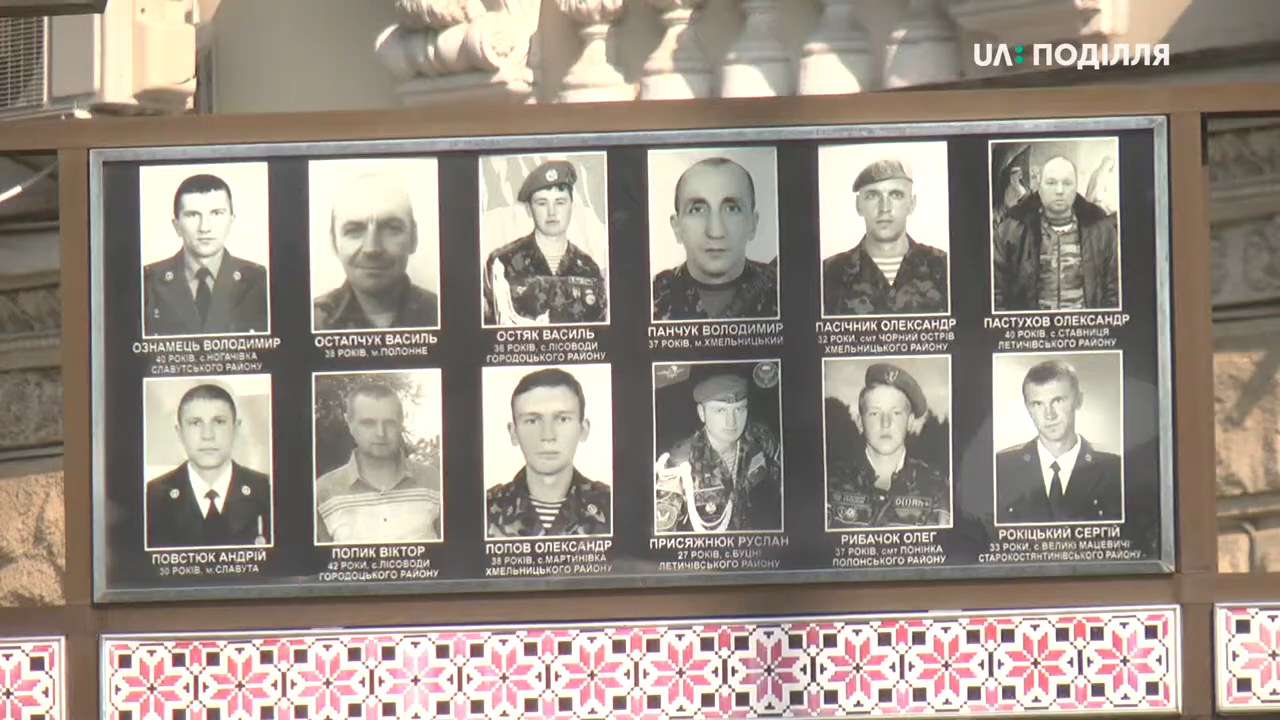 UA: ПОДІЛЛЯ
ОЗНАМЕЦЬ ВОЛОДИМИР
40 РОКІВ, с.НОГАЧІВКА
СЛАВУТСЬКОГО РАЙОНУ
ОСТАПЧУК ВАСИЛЬ
38 РОКІВ, м.ПОЛОННЕ
ОСТЯК ВАСИЛЬ
36 РОКІВ, с.ЛІСОВОДИ
ГОРОДОЦЬКОГО РАЙОНУ
ПАНЧУК ВОЛОДИМИР
37 РОКІВ, м.ХМЕЛЬНИЦЬКИЙ
ПАСІЧНИК ОЛЕКСАНДР
32 РОКИ, смт ЧОРНИЙ ОСТРІВ
ХМЕЛЬНИЦЬКОГО РАЙОНУ
ПАСТУХОВ ОЛЕКСАНДР
40 РОКІВ, с.СТАВНИЦЯ
ЛЕТИЧІВСЬКОГО РАЙОНУ
ПОВСТЮК АНДРІЙ
30 РОКІВ, м.СЛАВУТА
ПОПИК ВІКТОР
42 РОКИ, с.ЛІСОВОДИ
ГОРОДОЦЬКОГО РАЙОНУ
ПОПОВ ОЛЕКСАНДР
38 РОКІВ, с.МАРТИНІВКА
ХМЕЛЬНИЦЬКОГО РАЙОНУ
ПРИСЯЖНЮК РУСЛАН
27 РОКІВ, с.БУЦНІ
ЛЕТИЧІВСЬКОГО РАЙОНУ
РИБАЧОК ОЛЕГ
37 РОКІВ, смт ПОНІНКА
ПОЛОНСЬКОГО РАЙОНУ
РОКІЦЬКИЙ СЕРГІЙ
33 РОКИ, с.ВЕЛИКІ МАЦЕВИЧІ
СТАРОКОСТЯНТИНІВСЬКОГО РАЙОНУ